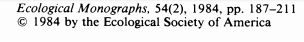 Ecological Monographs, 54(2), 1984, pp. 187–211
© 1984 by the Ecological Society of America